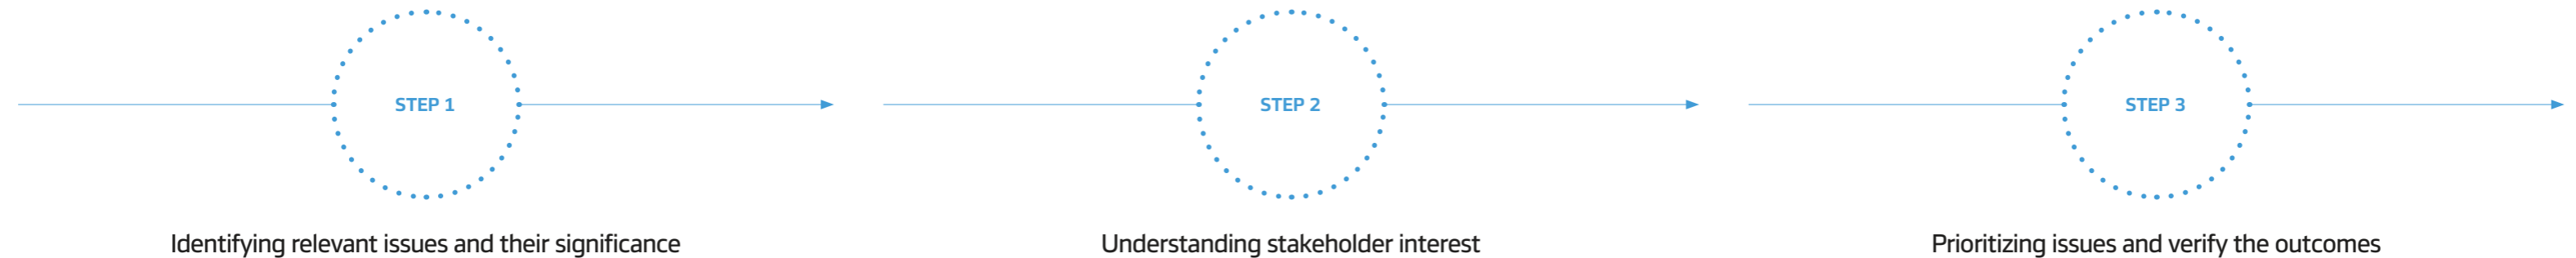 STEP 1
Identifying relevant issues and their significance
STEP 2
Understanding stakeholder interest
STEP 3
Prioritizing issues and verify the outcomes